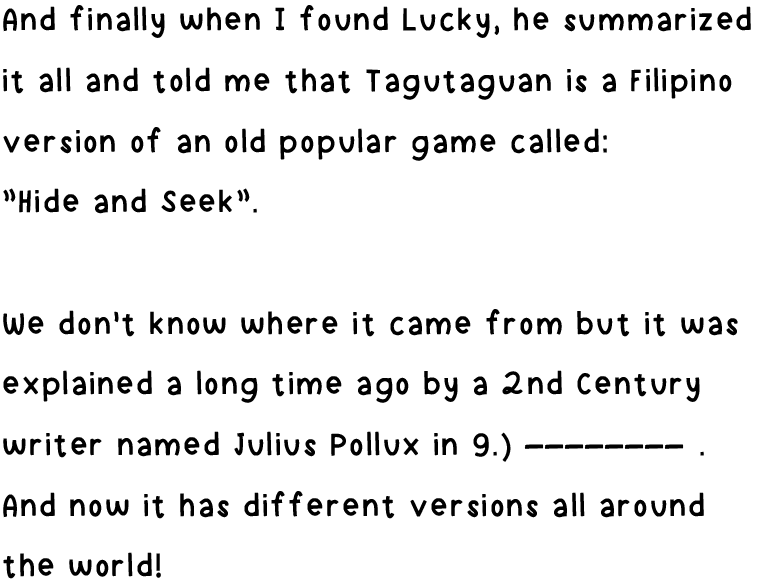 And finally when I found Lucky, he summarized
it all and told me that Tagutaguan is a Filipino
version of an old popular game called:
"Hide and Seek".
We don't know where it came from but it was
explained a long time ago by a 2nd Century
writer named Julius Pollux in 9.) -------- .
And now it has different versions all around
the world!